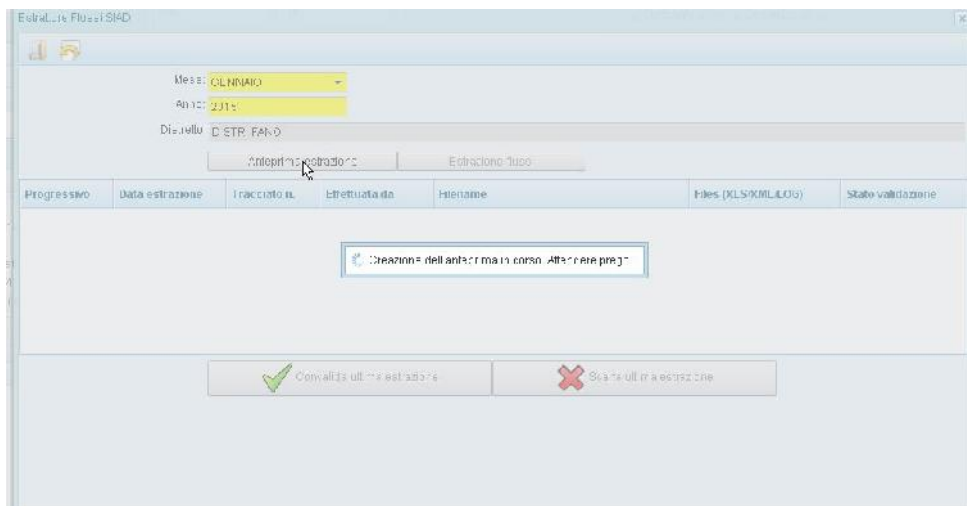 Estrattore Flussi SIAD
Mese: GENNAIO
Anno:
Distretto: DISTR. FANO
Anteprima estrazione Estrazione flusso
Progressivo Data estrazione Tracciato n. Effettuata da Filename Files (XLS/XML/LOG) Stato validazione
Creazione dell'anteprima in corso. Attendere prego
Convalida ultima estrazione Scarta ultima estrazione